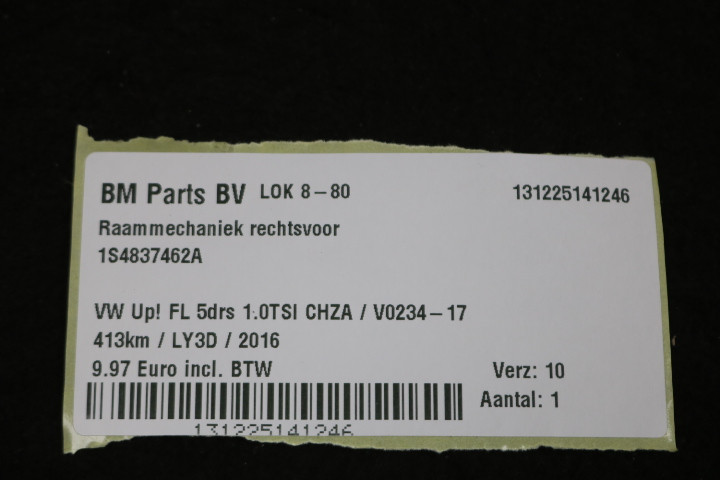 BM Parts BV LOK 8-80 131225141246
Raammechaniek rechtsvoor
1S4837462A
VW Up! FL 5drs 1.0TSI CHZA / V0234-17
413km / LY3D / 2016
9.97 Euro incl. BTW Verz: 10
Aantal: 1
131225141246